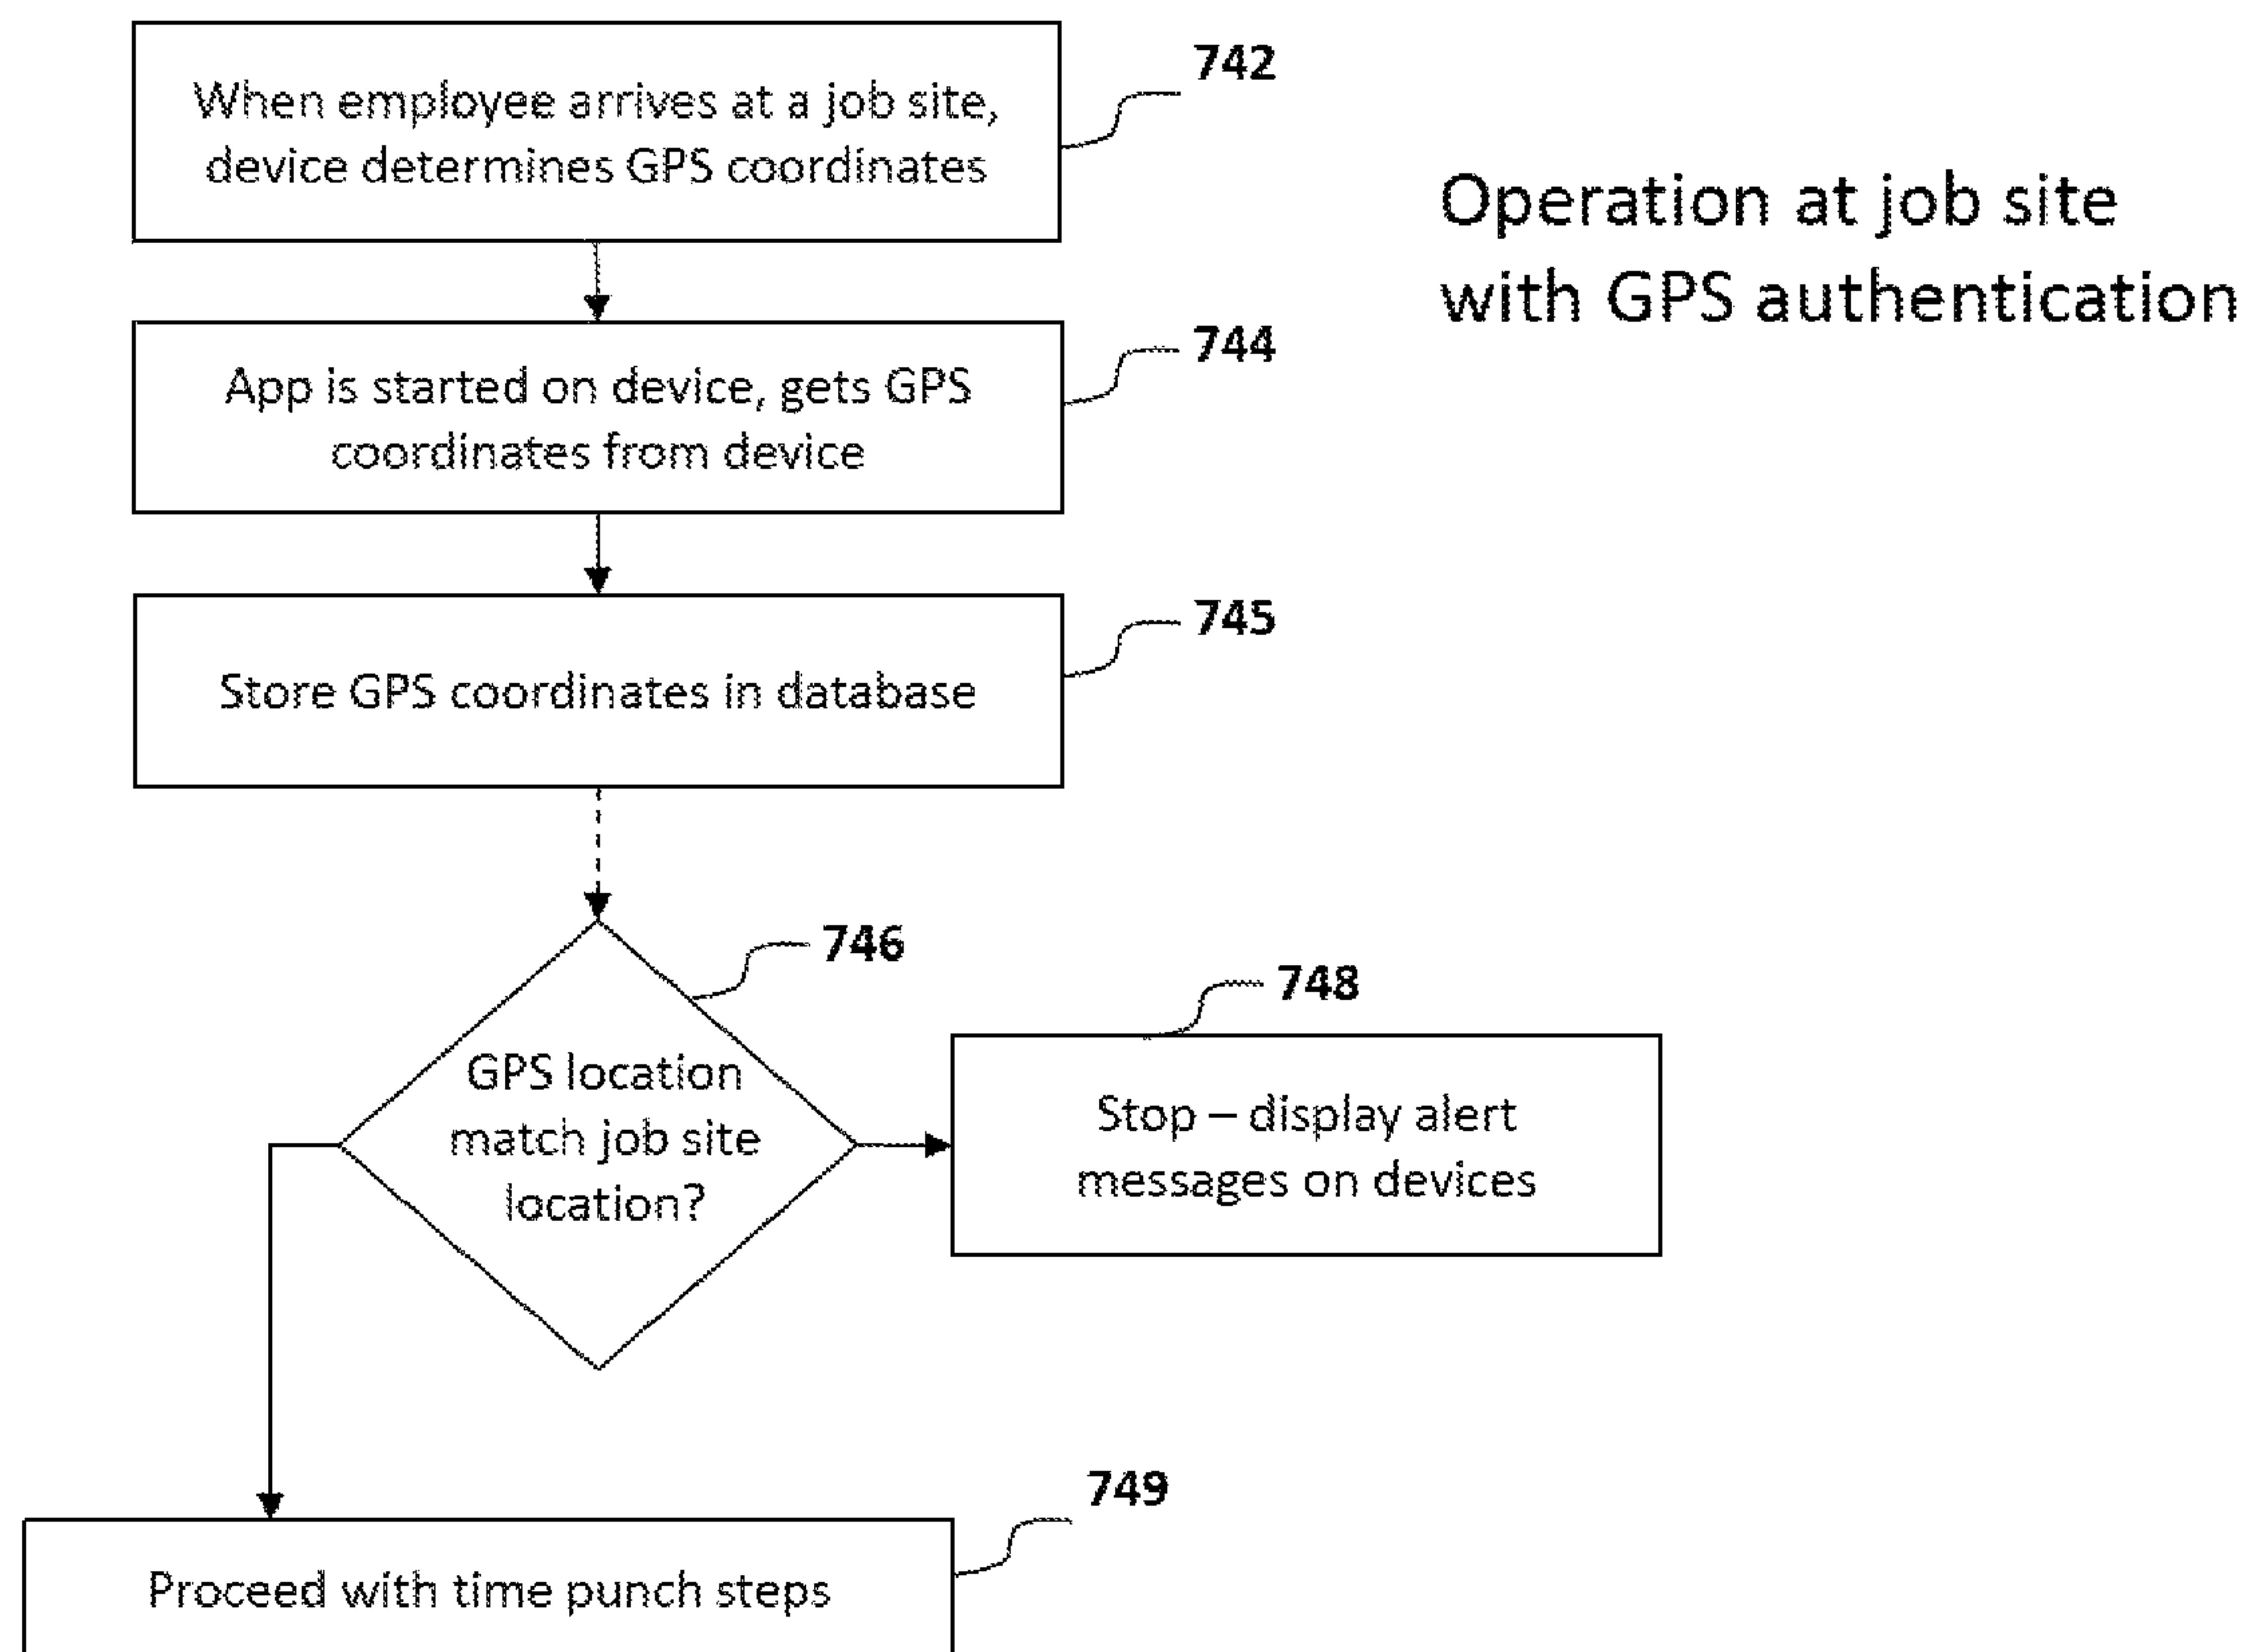 742
When employee arrives at a job site,
device determines GPS coordinates
Operation at job site
with GPS authentication
744
App is started on device, gets GPS
coordinates from device
745
Store GPS coordinates in database
746
GPS location
match job site
location?
748
Stop – display alert
messages on devices
749
Proceed with time punch steps